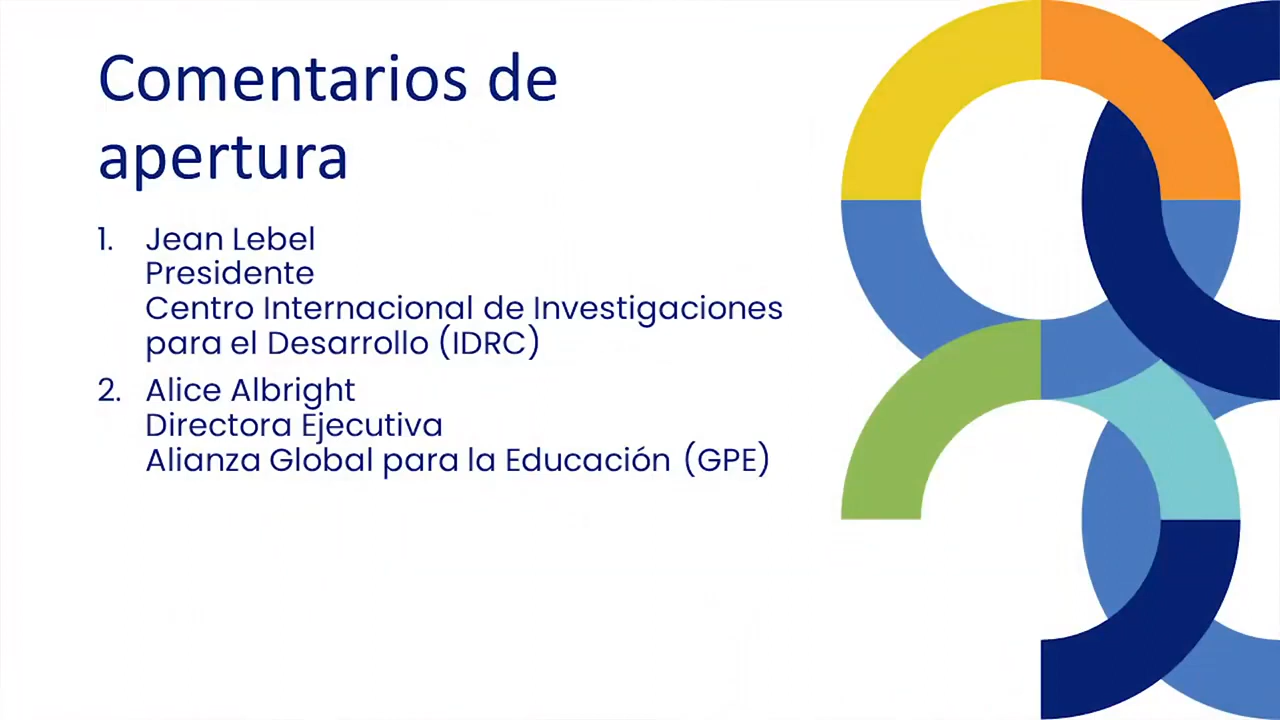 Comentarios de
apertura
1. Jean Lebel
Presidente
Centro Internacional de Investigaciones
para el Desarrollo (IDRC)
2. Alice Albright
Directora Ejecutiva
Alianza Global para la Educación (GPE)